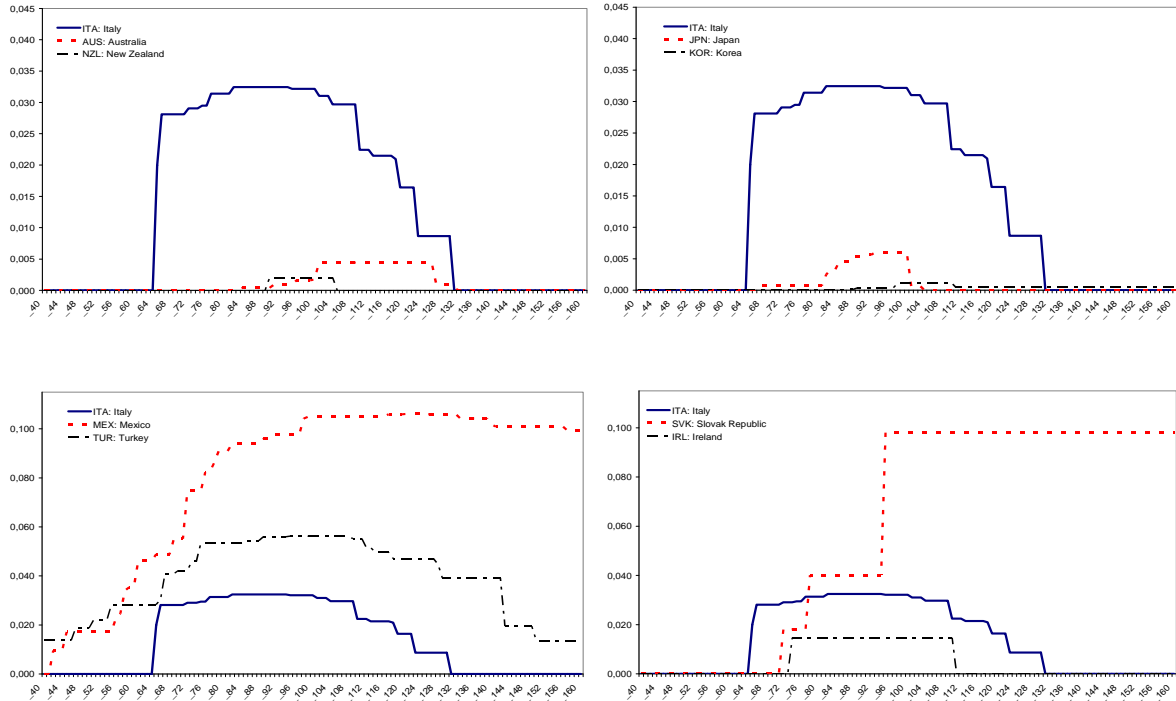 0,045
0,040
0,035
0,030
0,025
0,020
0,015
0,010
0,005
0,000
ITA: Italy
AUS: Australia
NZL: New Zealand
_40 _44 _48 _52 _56 _60 _64 _68 _72 _76 _80 _84 _88 _92 _96 _100 _104 _108 _112 _116 _120 _124 _128 _132 _136 _140 _144 _148 _152 _156 _160
0,045
0,040
0,035
0,030
0,025
0,020
0,015
0,010
0,005
0,000
ITA: Italy
JPN: Japan
KOR: Korea
_40 _44 _48 _52 _56 _60 _64 _68 _72 _76 _80 _84 _88 _92 _96 _100 _104 _108 _112 _116 _120 _124 _128 _132 _136 _140 _144 _148 _152 _156 _160
0,100
0,080
0,060
0,040
0,020
0,000
ITA: Italy
MEX: Mexico
TUR: Turkey
_40 _44 _48 _52 _56 _60 _64 _68 _72 _76 _80 _84 _88 _92 _96 _100 _104 _108 _112 _116 _120 _124 _128 _132 _136 _140 _144 _148 _152 _156 _160
0,100
0,080
0,060
0,040
0,020
0,000
ITA: Italy
SVK: Slovak Republic
IRL: Ireland
_40 _44 _48 _52 _56 _60 _64 _68 _72 _76 _80 _84 _88 _92 _96 _100 _104 _108 _112 _116 _120 _124 _128 _132 _136 _140 _144 _148 _152 _156 _160